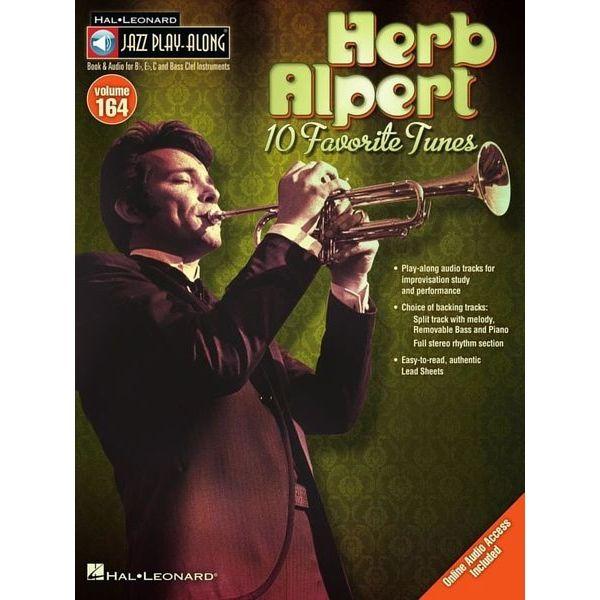 HAL•LEONARD®
JAZZ PLAY-ALONG®
Book & Audio for B♭, E♭, C and Bass Clef Instruments
volume
164
Herb
Alpert
10 Favorite Tunes
• Play-along audio tracks for
improvisation study
and performance
• Choice of backing tracks:
Split track with melody,
Removable Bass and Piano
Full stereo rhythm section
• Easy-to-read, authentic
Lead Sheets
Online Audio Access
Included
HAL•LEONARD®